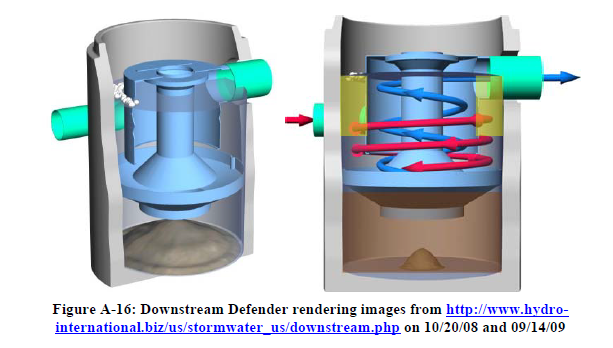 Figure A-16: Downstream Defender rendering images from http://www.hydro-
international.biz/us/stormwater_us/downstream.php on 10/20/08 and 09/14/09